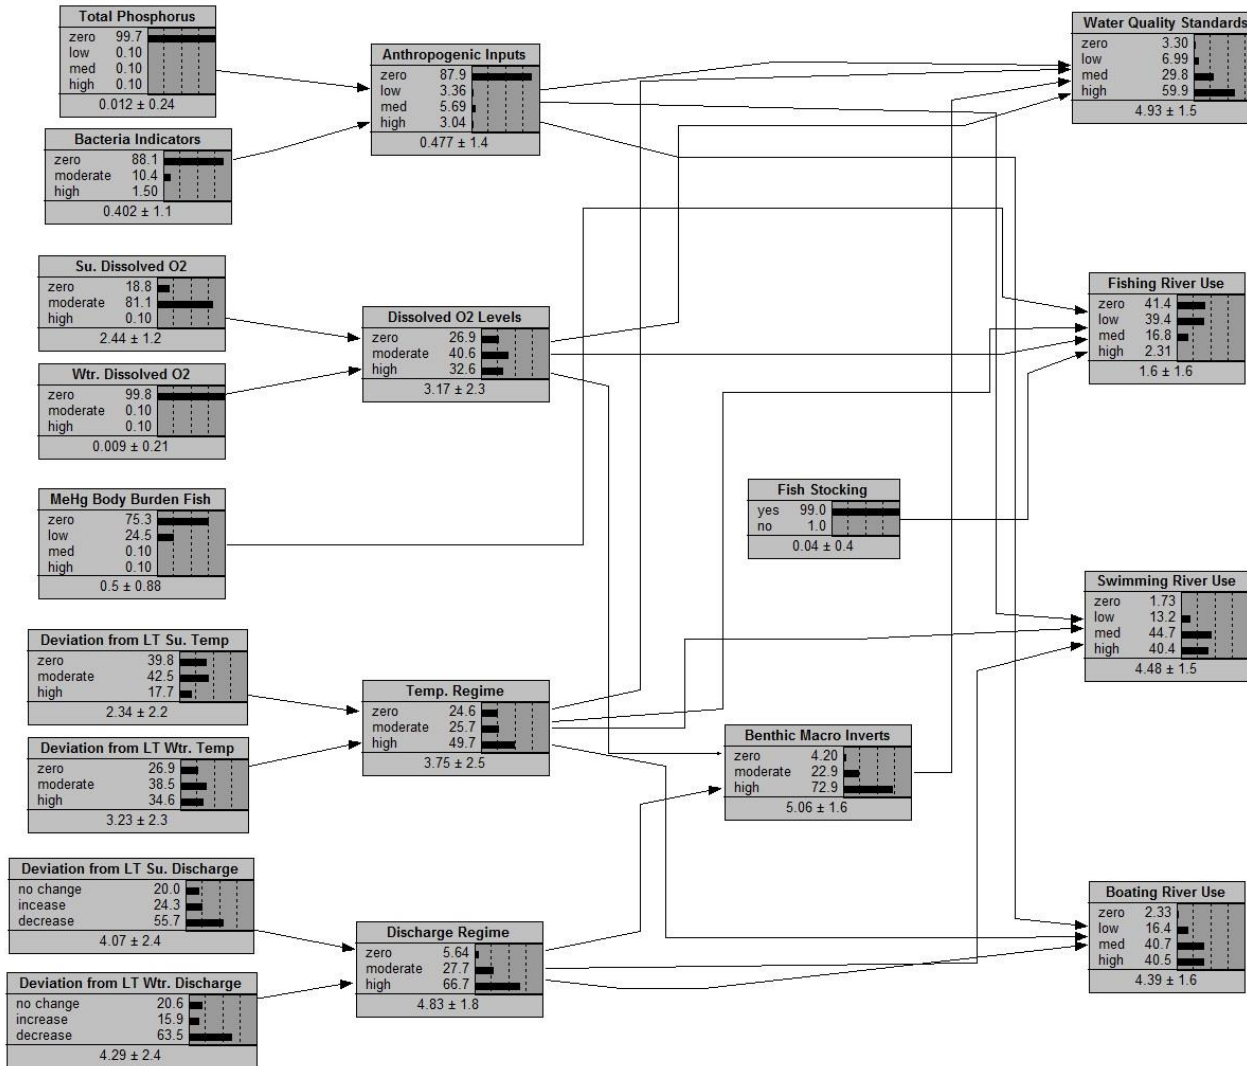 Total Phosphorus
zero 99.7
low 0.10
med 0.10
high 0.10
0.012 ± 0.24
Bacteria Indicators
zero 88.1
moderate 10.4
high 1.50
0.402 ± 1.1
Su. Dissolved O2
zero 18.8
moderate 81.1
high 0.10
2.44 ± 1.2
Wtr. Dissolved O2
zero 99.8
moderate 0.10
high 0.10
0.009 ± 0.21
MeHg Body Burden Fish
zero 75.3
low 24.5
med 0.10
high 0.10
0.5 ± 0.88
Deviation from LT Su. Temp
zero 39.8
moderate 42.5
high 17.7
2.34 ± 2.2
Deviation from LT Wtr. Temp
zero 26.9
moderate 38.5
high 34.6
3.23 ± 2.3
Deviation from LT Su. Discharge
no change 20.0
incease 24.3
decrease 55.7
4.07 ± 2.4
Deviation from LT Wtr. Discharge
no change 20.6
increase 15.9
decrease 63.5
4.29 ± 2.4
Anthropogenic Inputs
zero 87.9
low 3.36
med 5.69
high 3.04
0.477 ± 1.4
Dissolved O2 Levels
zero 26.9
moderate 40.6
high 32.6
3.17 ± 2.3
Temp. Regime
zero 24.6
moderate 25.7
high 49.7
3.75 ± 2.5
Discharge Regime
zero 5.64
moderate 27.7
high 66.7
4.83 ± 1.8
Fish Stocking
yes 99.0
no 1.0
0.04 ± 0.4
Benthic Macro Inverts
zero 4.20
moderate 22.9
high 72.9
5.06 ± 1.6
Water Quality Standards
zero 3.30
low 6.99
med 29.8
high 59.9
4.93 ± 1.5
Fishing River Use
zero 41.4
low 39.4
med 16.8
high 2.31
1.6 ± 1.6
Swimming River Use
zero 1.73
low 13.2
med 44.7
high 40.4
4.48 ± 1.5
Boating River Use
zero 2.33
low 16.4
med 40.7
high 40.5
4.39 ± 1.6